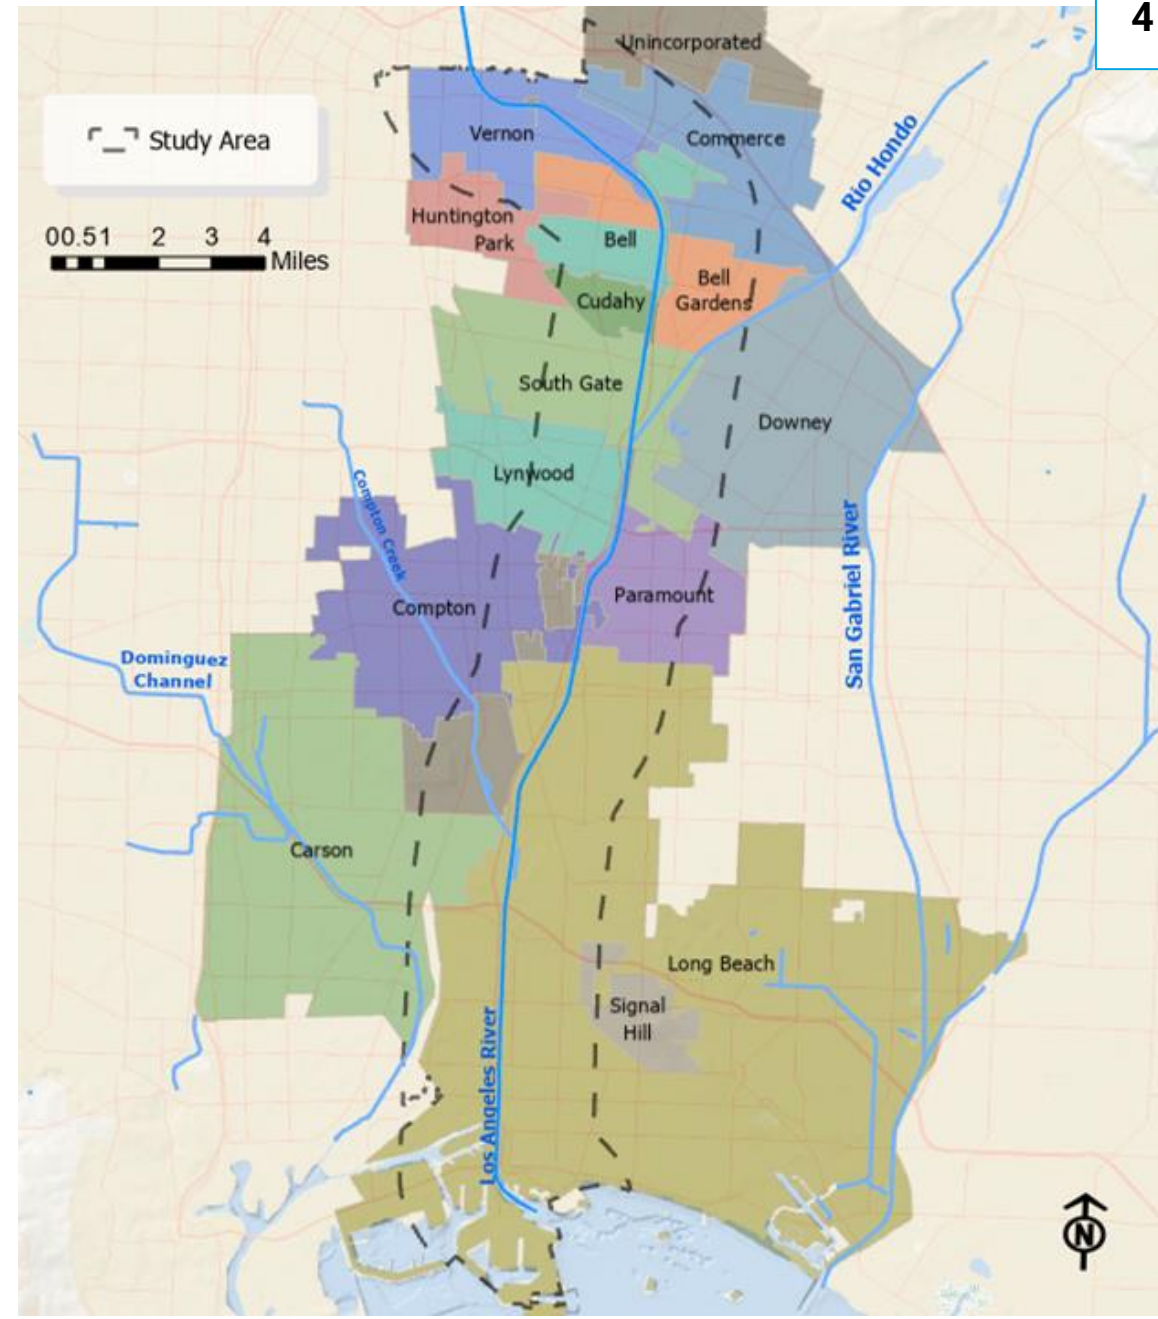 4
Unincorporated
Study Area
Vernon
Commerce
Rio Hondo
Huntington
Park
00.51 2 3 4
Miles
Bell
Bell
Gardens
Cudahy
South Gate
Downey
Lynwood
Compton Creek
San Gabriel River
Compton
Paramount
Dominguez
Channel
Carson
Long Beach
Signal
Hill
Los Angeles River
N